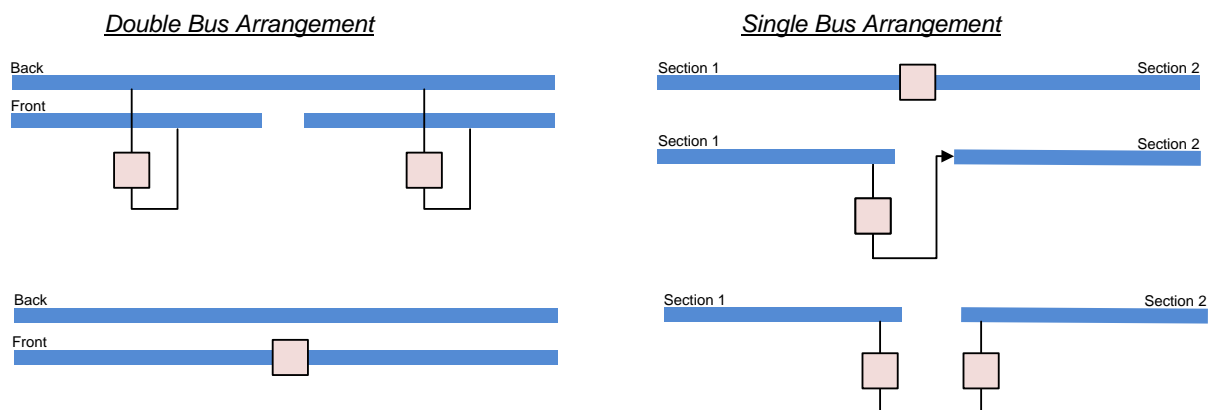 Double Bus Arrangement
Back
Front
Back
Front
Single Bus Arrangement
Section 1
Section 2
Section 1
Section 2
Section 1
Section 2